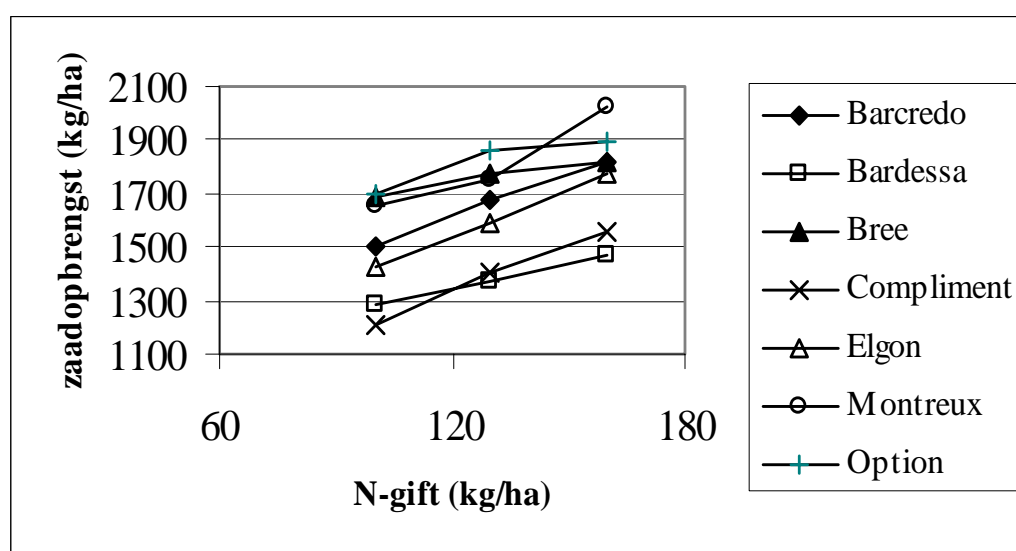 zaadopbrengst (kg/ha)
2100
1900
1700
1500
1300
1100
60 120 180
N-gift (kg/ha)
Barcredo
Bardessa
Bree
Compliment
Elgon
Montreux
Option